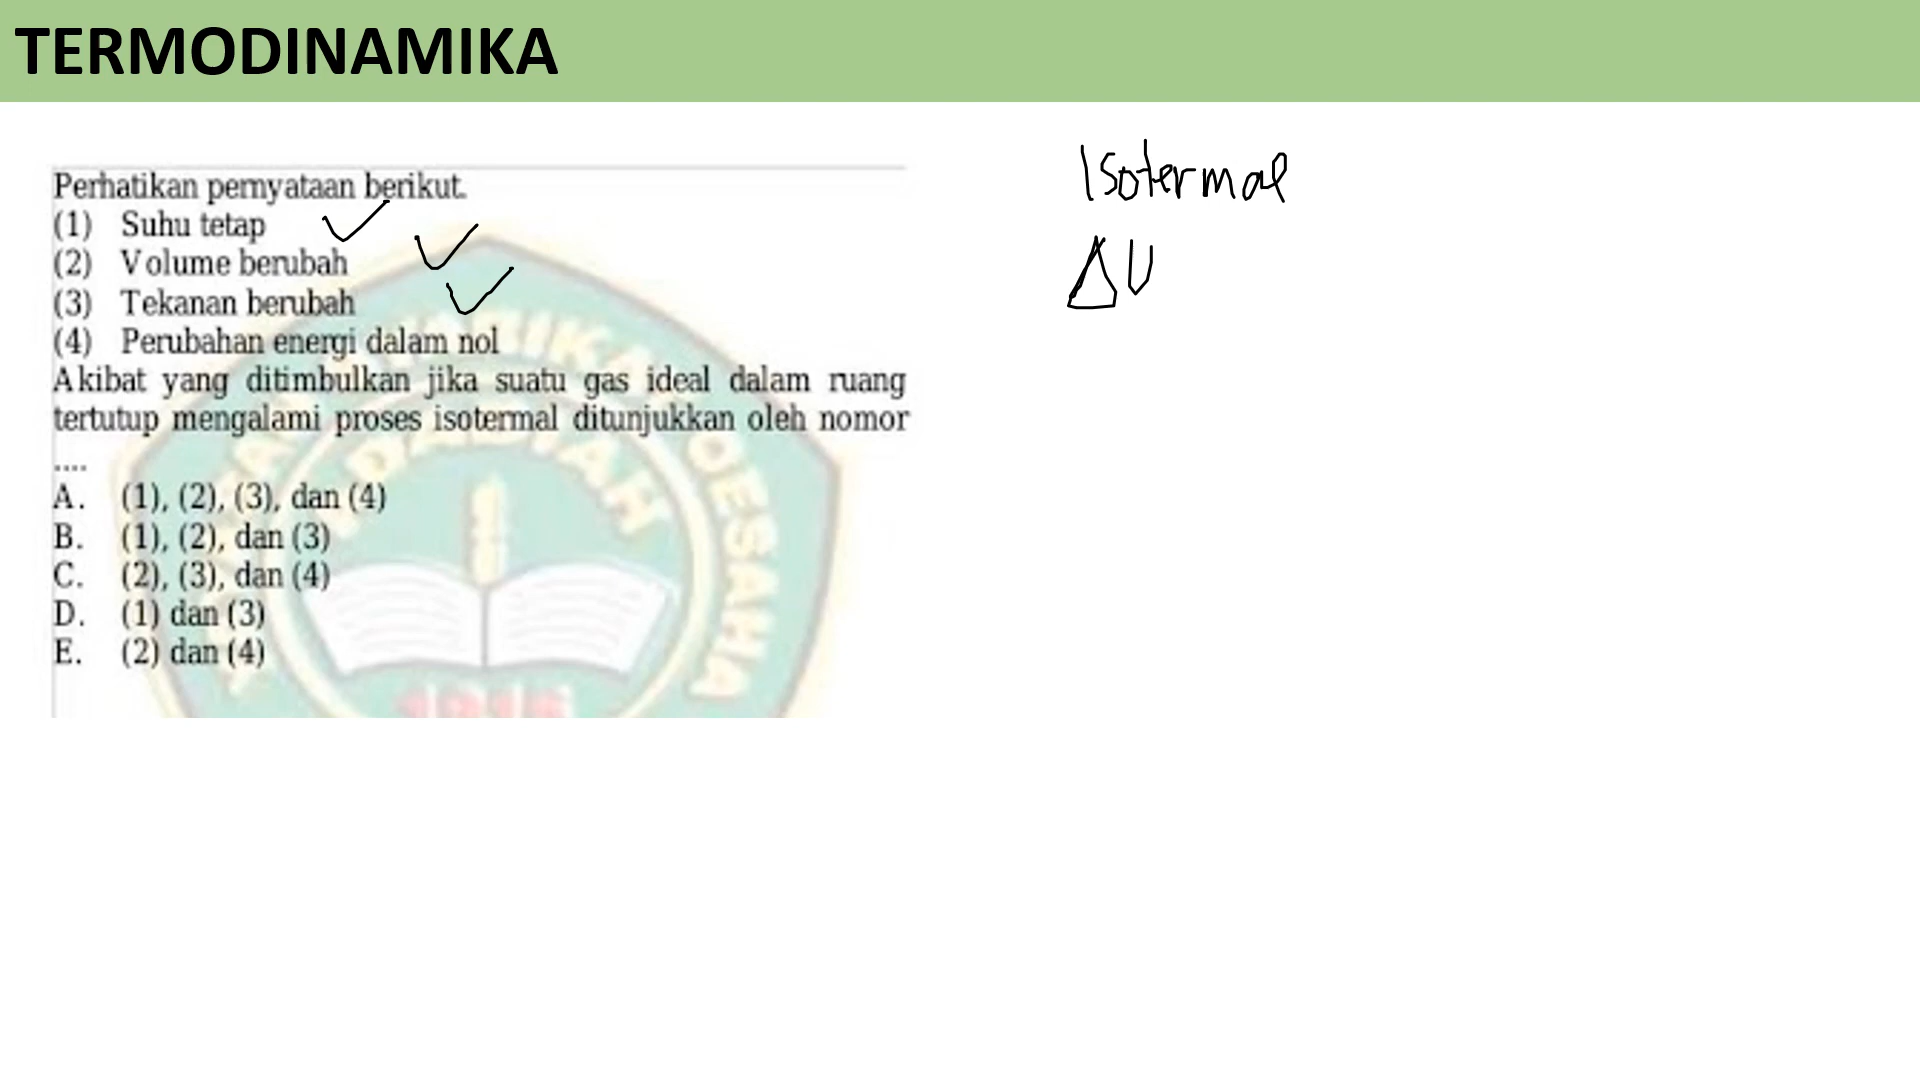 TERMODINAMIKA
Perhatikan pernyataan berikut.
(1) Suhu tetap
(2) Volume berubah
(3) Tekanan berubah
(4) Perubahan energi dalam nol
Akibat yang ditimbulkan jika suatu gas ideal dalam ruang
tertutup mengalami proses isotermal ditunjukkan oleh nomor
....
A. (1), (2), (3), dan (4)
B. (1), (2), dan (3)
C. (2), (3), dan (4)
D. (1) dan (3)
E. (2) dan (4)
Isotermal
ΔU